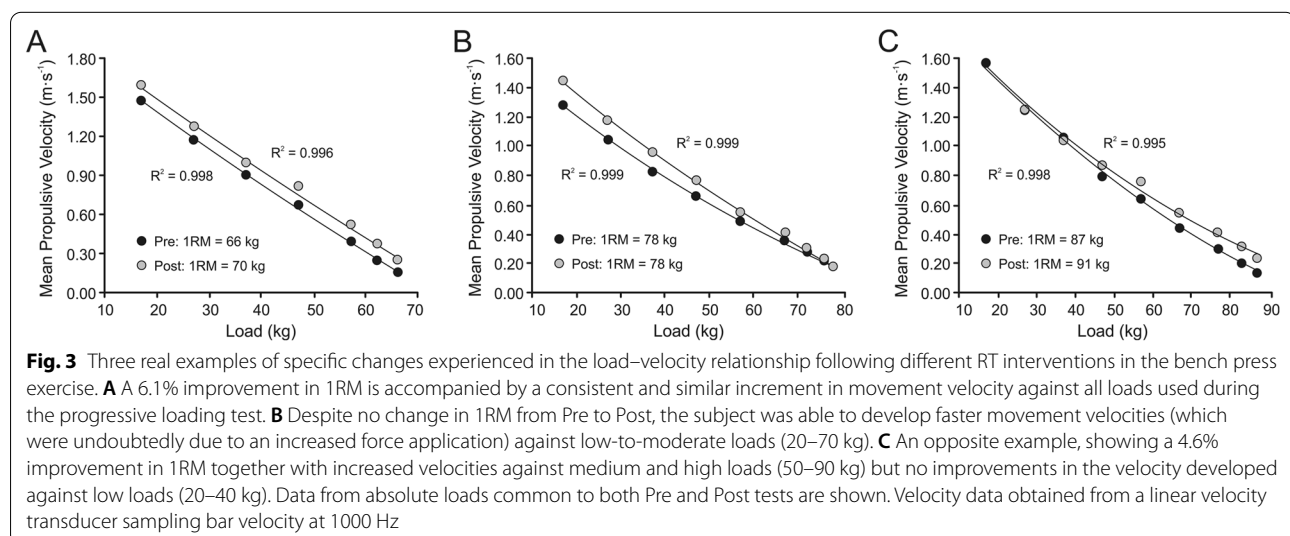 A
Mean Propulsive Velocity (m·s⁻¹)
1.80
1.50
1.20
0.90
0.60
0.30
0.00
R² = 0.996
R² = 0.998
Pre: 1RM = 66 kg
Post: 1RM = 70 kg
10 20 30 40 50 60 70
Load (kg)
B
Mean Propulsive Velocity (m·s⁻¹)
1.60
1.40
1.20
1.00
0.80
0.60
0.40
0.20
0.00
R² = 0.999
R² = 0.999
Pre: 1RM = 78 kg
Post: 1RM = 78 kg
10 20 30 40 50 60 70 80
Load (kg)
C
Mean Propulsive Velocity (m·s⁻¹)
1.60
1.40
1.20
1.00
0.80
0.60
0.40
0.20
0.00
R² = 0.995
R² = 0.998
Pre: 1RM = 87 kg
Post: 1RM = 91 kg
10 20 30 40 50 60 70 80 90
Load (kg)
Fig. 3 Three real examples of specific changes experienced in the load–velocity relationship following different RT interventions in the bench press
exercise. A A 6.1% improvement in 1RM is accompanied by a consistent and similar increment in movement velocity against all loads used during
the progressive loading test. B Despite no change in 1RM from Pre to Post, the subject was able to develop faster movement velocities (which
were undoubtedly due to an increased force application) against low-to-moderate loads (20–70 kg). C An opposite example, showing a 4.6%
improvement in 1RM together with increased velocities against medium and high loads (50–90 kg) but no improvements in the velocity developed
against low loads (20–40 kg). Data from absolute loads common to both Pre and Post tests are shown. Velocity data obtained from a linear velocity
transducer sampling bar velocity at 1000 Hz